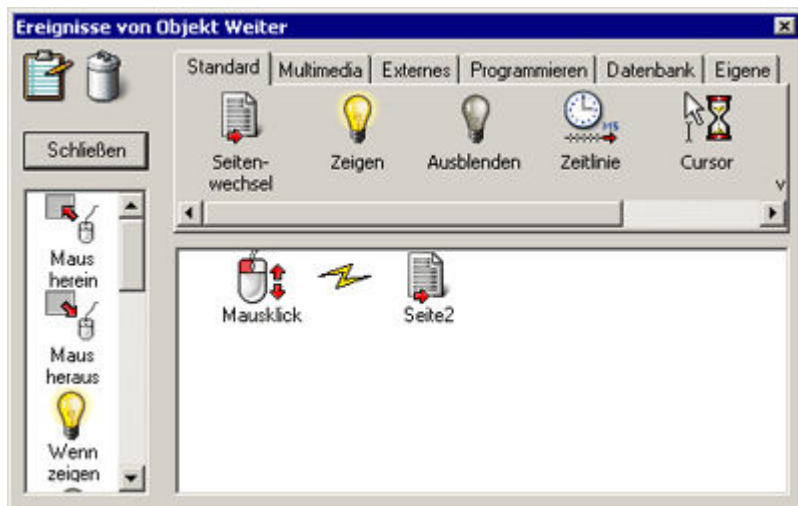 Ereignisse von Objekt Weiter
Standard
Multimedia
Externes
Programmieren
Datenbank
Eigene
Schließen
Seiten-
wechsel
Zeigen
Ausblenden
MS
Zeitlinie
Cursor
Maus
herein
Maus
heraus
Wenn
zeigen
Mausklick
Seite2